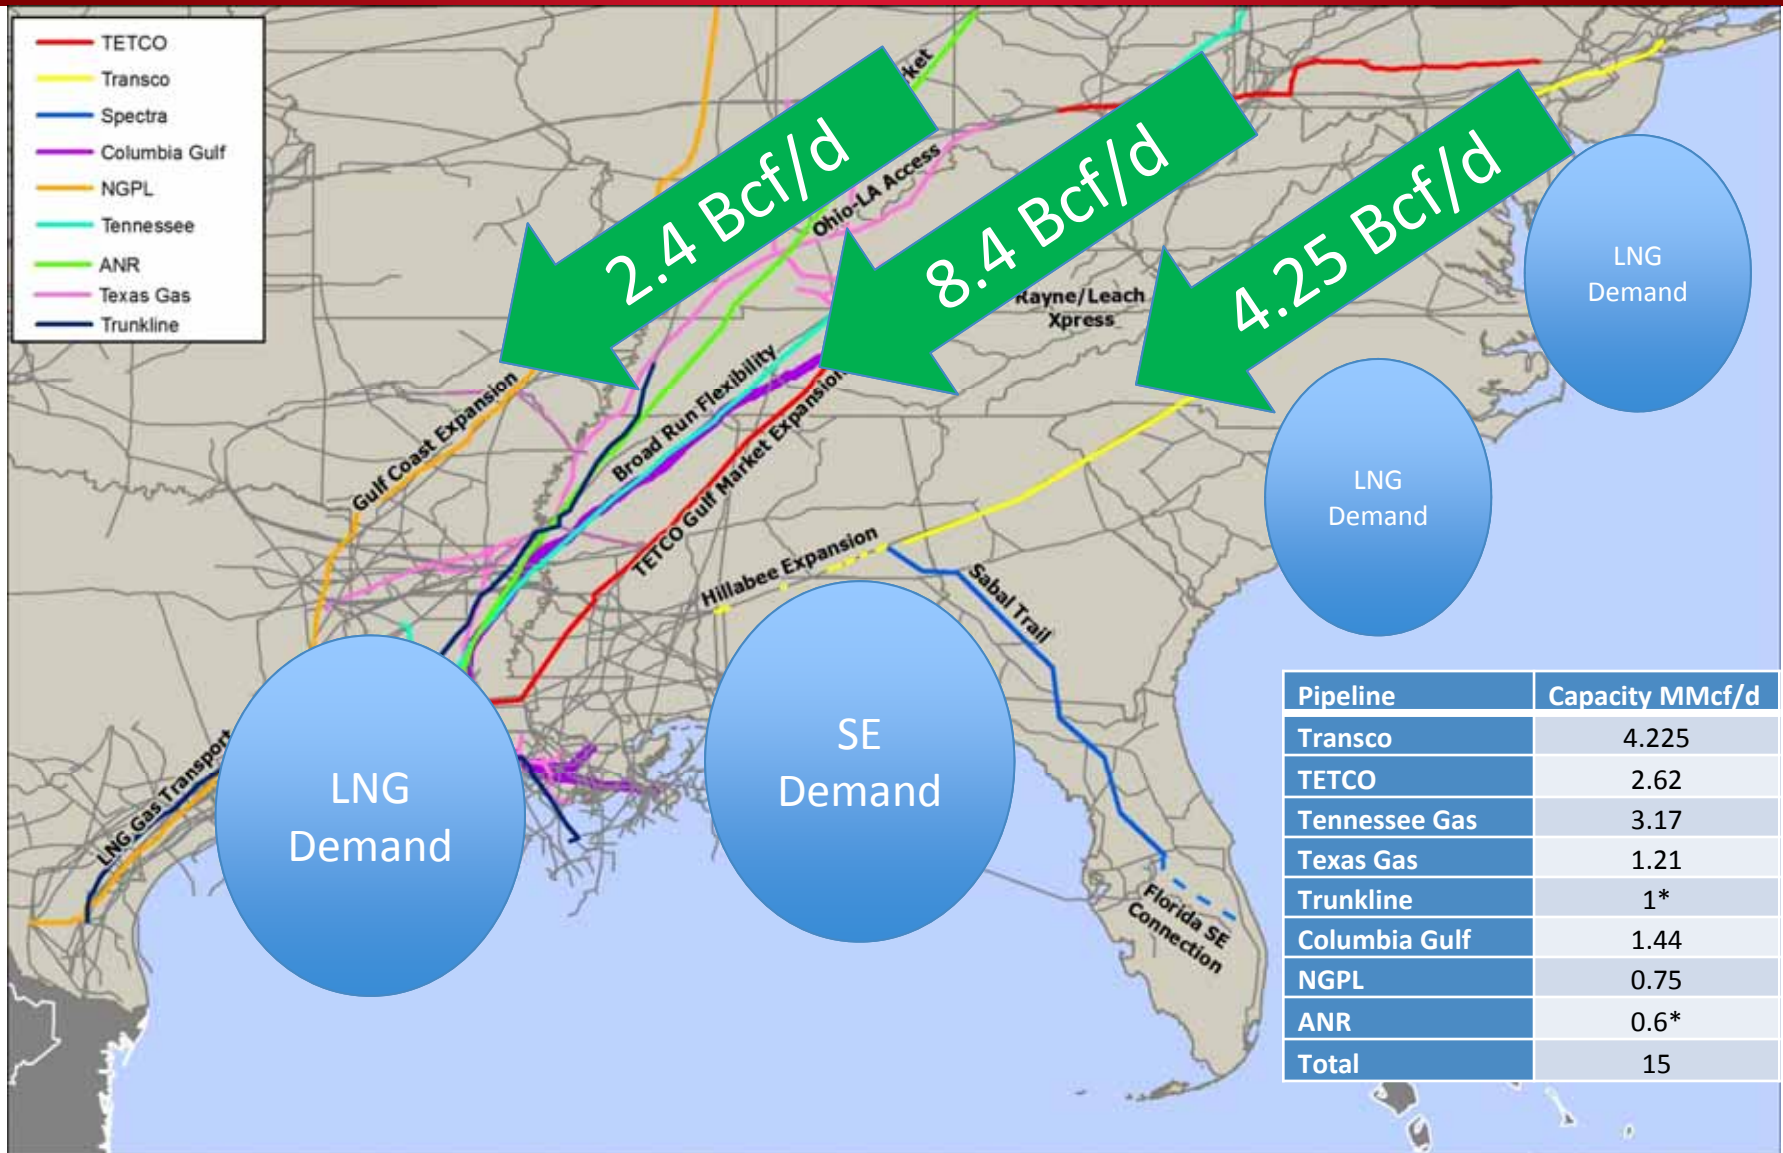 TETCO
Transco
Spectra
Columbia Gulf
NGPL
Tennessee
ANR
Texas Gas
Trunkline
2.4 Bcf/d
8.4 Bcf/d
4.25 Bcf/d
Ohio-LA Access
Rayne/Leach
Xpress
LNG
Demand
Gulf Coast Expansion
Broad Run Flexibility
TETCO Gulf Market Expansion
LNG
Demand
Hillabee Expansion
Sabal Trail
LNG Gas Transport
LNG
Demand
SE
Demand
Florida SE
Connection
Pipeline Capacity MMcf/d
Transco 4.225
TETCO 2.62
Tennessee Gas 3.17
Texas Gas 1.21
Trunkline 1*
Columbia Gulf 1.44
NGPL 0.75
ANR 0.6*
Total 15